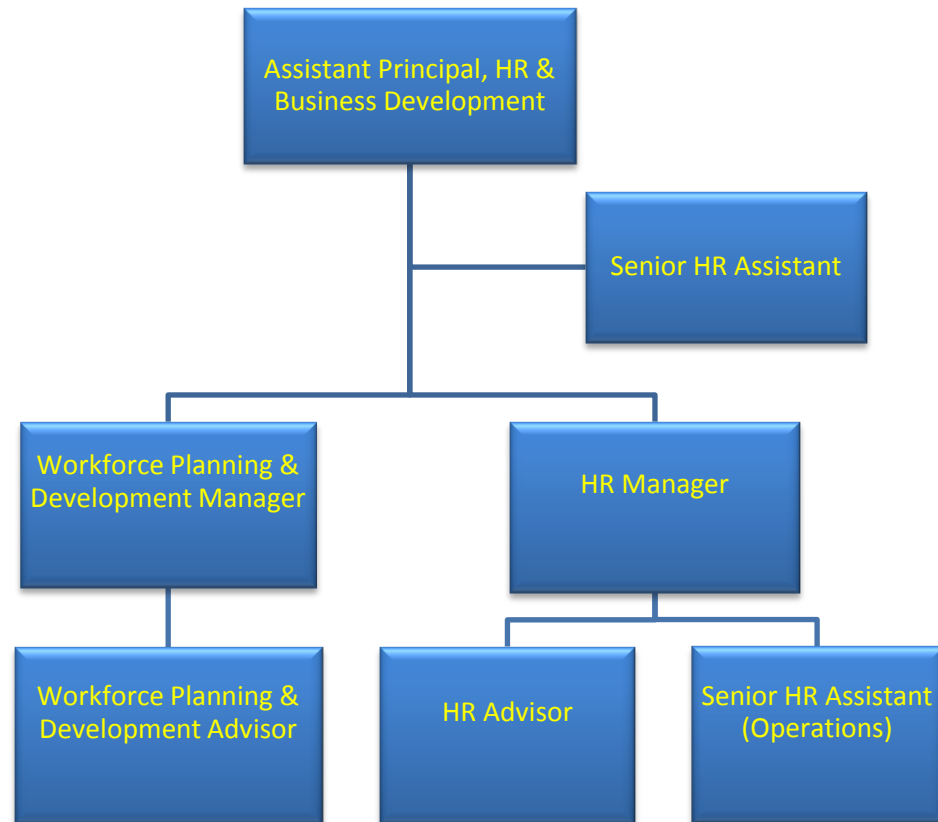 Assistant Principal, HR &
Business Development
Senior HR Assistant
Workforce Planning &
Development Manager
HR Manager
Workforce Planning &
Development Advisor
HR Advisor
Senior HR Assistant
(Operations)